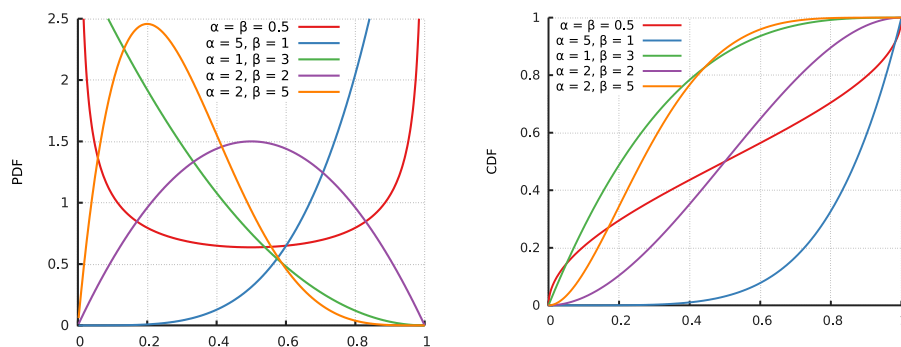 2.5
2
1.5
1
0.5
0
PDF
α = β = 0.5
α = 5, β = 1
α = 1, β = 3
α = 2, β = 2
α = 2, β = 5
0 0.2 0.4 0.6 0.8 1
1
0.8
0.6
0.4
0.2
0
CDF
α = β = 0.5
α = 5, β = 1
α = 1, β = 3
α = 2, β = 2
α = 2, β = 5
0 0.2 0.4 0.6 0.8 1